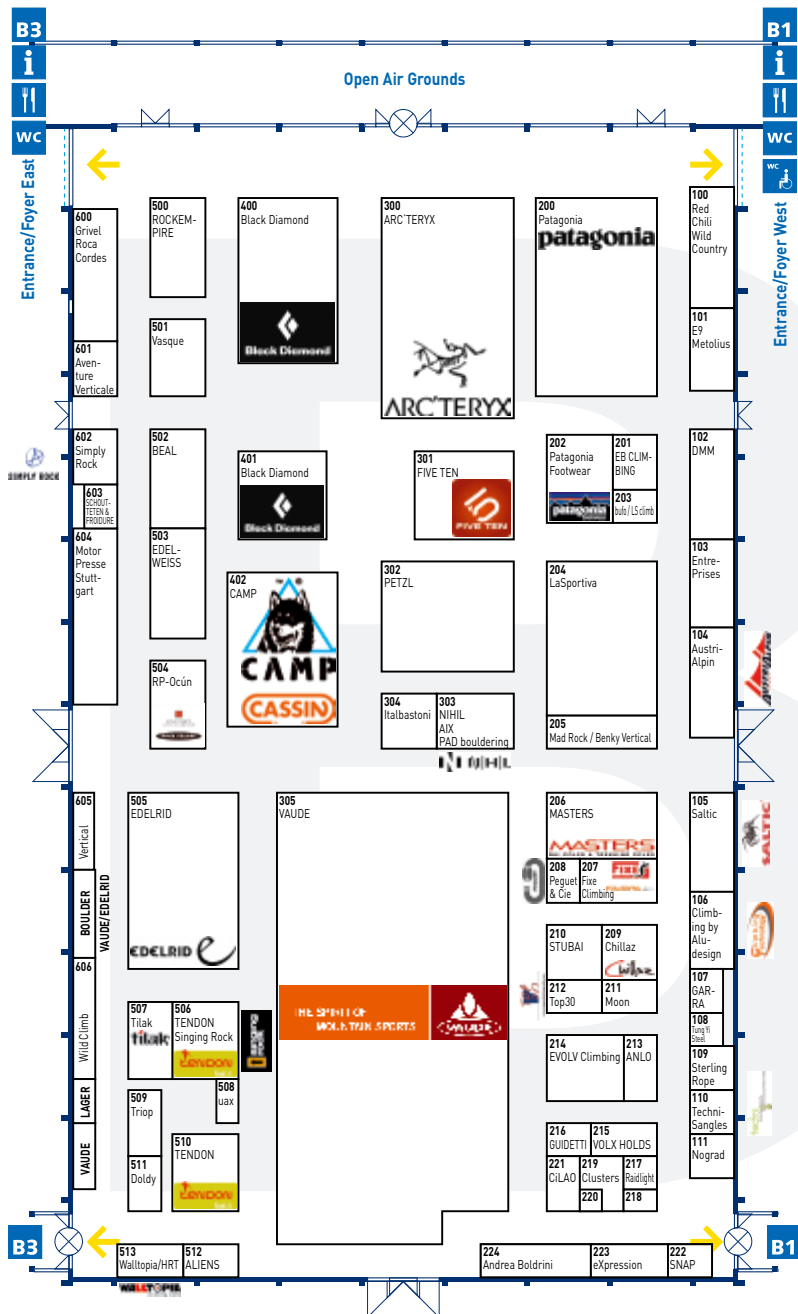 B3
B1
i
i
Open Air Grounds
WC
WC
WC
Entrance/Foyer East
Entrance/Foyer West
600
Grivel
Roca
Cordes
500
ROCKEM-
PIRE
400
Black Diamond
Black Diamond
300
ARC'TERYX
ARC'TERYX
200
Patagonia
patagonia
100
Red
Chili
Wild
Country
101
E9
Metolius
501
Vasque
601
Aven-
ture
Verticale
602
Simply
Rock
SIMPLY ROCK
603
SCHOUT-
TETEN &
FROIDURE
604
Motor
Presse
Stutt-
gart
502
BEAL
503
EDEL-
WEISS
504
RP-Ocún
401
Black Diamond
Black Diamond
402
CAMP
CAMP
CASSIN
301
FIVE TEN
FIVE TEN
302
PETZL
304
Italbastoni
303
NIHIL
AIX
PAD bouldering
NIHIL
202
Patagonia
Footwear
patagonia
201
EB CLIM-
BING
203
bufo / LS climb
204
LaSportiva
205
Mad Rock / Benky Vertical
102
DMM
103
Entre-
Prises
104
Austri-
Alpin
AUSTRIALPIN
605
Vertical
BOULDER
VAUDE/EDELRID
606
Wild Climb
LAGER
VAUDE
505
EDELRID
EDELRID
305
VAUDE
THE SPIRIT OF
MOUNTAIN SPORTS
VAUDE
206
MASTERS
MASTERS
208
Peguet
& Cie
207
Fixe
Climbing
FIXE
105
Saltic
SALTIC
106
Climb-
ing by
Alu-
design
210
STUBAI
209
Chillaz
Chillaz
212
Top30
211
Moon
107
GAR-
RA
108
Tung Yi
Steel
109
Sterling
Rope
110
Techni-
Sangles
111
Nograd
507
Tilak
tilak
506
TENDON
Singing Rock
TENDON
508
uax
509
Triop
510
TENDON
TENDON
511
Doldy
214
EVOLV Climbing
213
ANLO
216
GUIDETTI
215
VOLX HOLDS
221
CiLAO
219
Clusters
217
Raidlight
220
218
B3
B1
513
Walltopia/HRT
512
ALIENS
WALLTOPIA
224
Andrea Boldrini
223
eXpression
222
SNAP